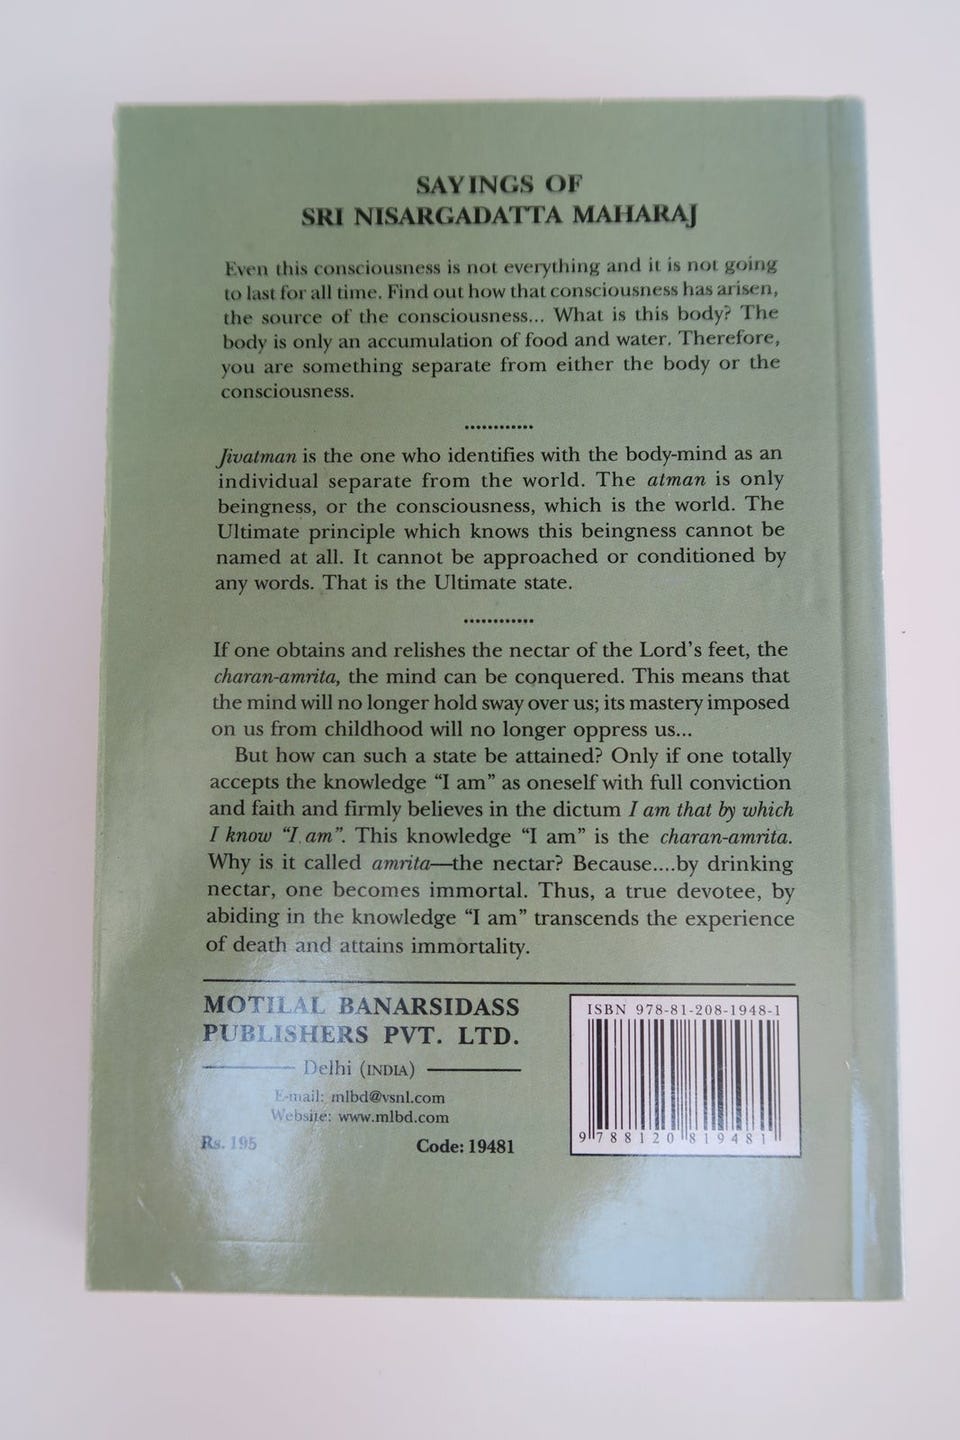 SAYINGS OF
SRI NISARGADATTA MAHARAJ
Even this consciousness is not everything and it is not going
to last for all time. Find out how that consciousness has arisen,
the source of the consciousness... What is this body? The
body is only an accumulation of food and water. Therefore,
you are something separate from either the body or the
consciousness.
............
Jivatman is the one who identifies with the body-mind as an
individual separate from the world. The atman is only
beingness, or the consciousness, which is the world. The
Ultimate principle which knows this beingness cannot be
named at all. It cannot be approached or conditioned by
any words. That is the Ultimate state.
............
If one obtains and relishes the nectar of the Lord's feet, the
charan-amrita, the mind can be conquered. This means that
the mind will no longer hold sway over us; its mastery imposed
on us from childhood will no longer oppress us...
But how can such a state be attained? Only if one totally
accepts the knowledge “I am” as oneself with full conviction
and faith and firmly believes in the dictum I am that by which
I know “I am”. This knowledge “I am” is the charan-amrita.
Why is it called amrita—the nectar? Because....by drinking
nectar, one becomes immortal. Thus, a true devotee, by
abiding in the knowledge “I am” transcends the experience
of death and attains immortality.
MOTILAL BANARSIDASS
PUBLISHERS PVT. LTD.
Delhi (INDIA)
E-mail: mlbd@vsnl.com
Website: www.mlbd.com
Rs. 195 Code: 19481
ISBN 978-81-208-1948-1
9 788120 819481